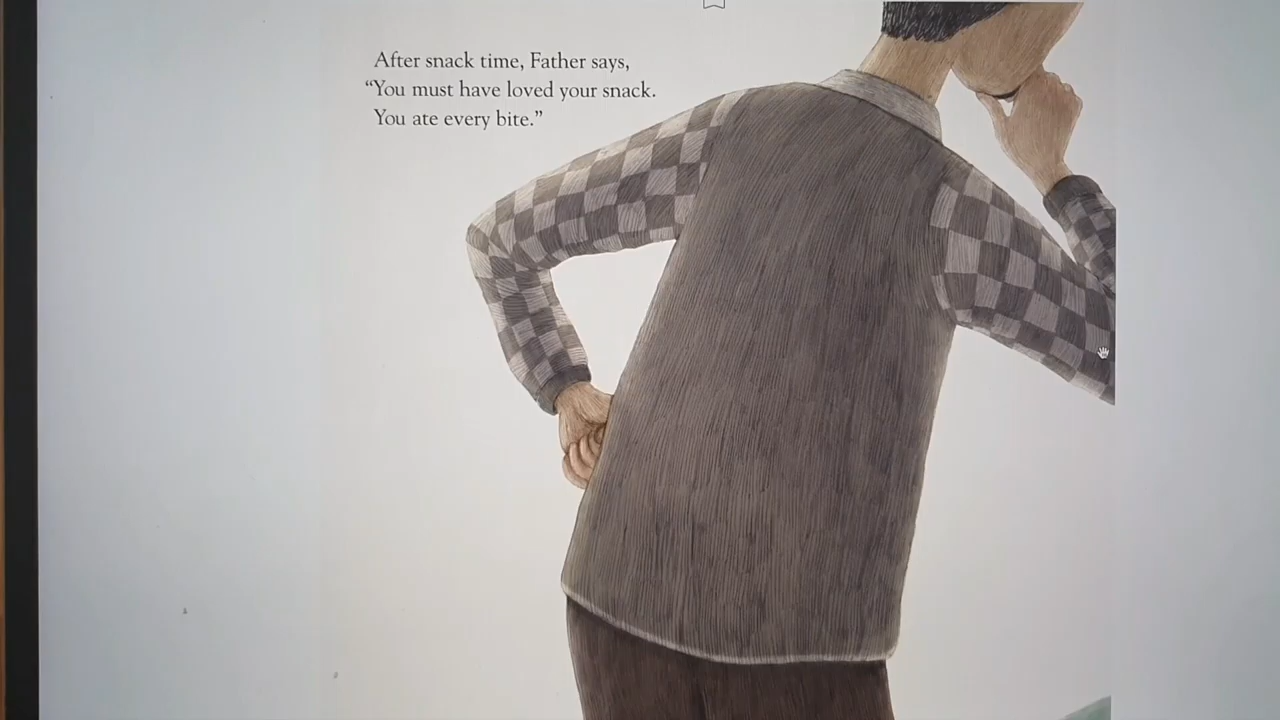 After snack time, Father says,
“You must have loved your snack.
You ate every bite.”